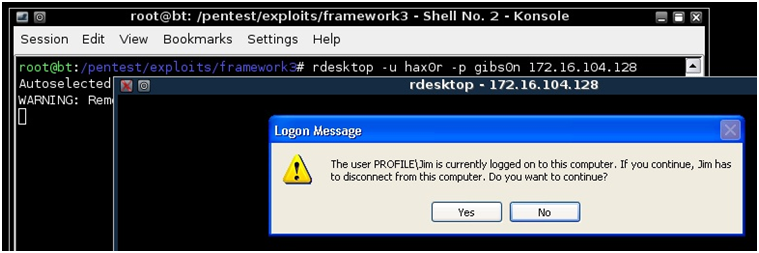 root@bt: /pentest/exploits/framework3 - Shell No. 2 - Konsole
Session Edit View Bookmarks Settings Help
root@bt:/pentest/exploits/framework3# rdesktop -u hax0r -p gibs0n 172.16.104.128
Autoselected
WARNING: Rem
rdesktop - 172.16.104.128
Logon Message
The user PROFILE\Jim is currently logged on to this computer. If you continue, Jim has
to disconnect from this computer. Do you want to continue?
Yes No